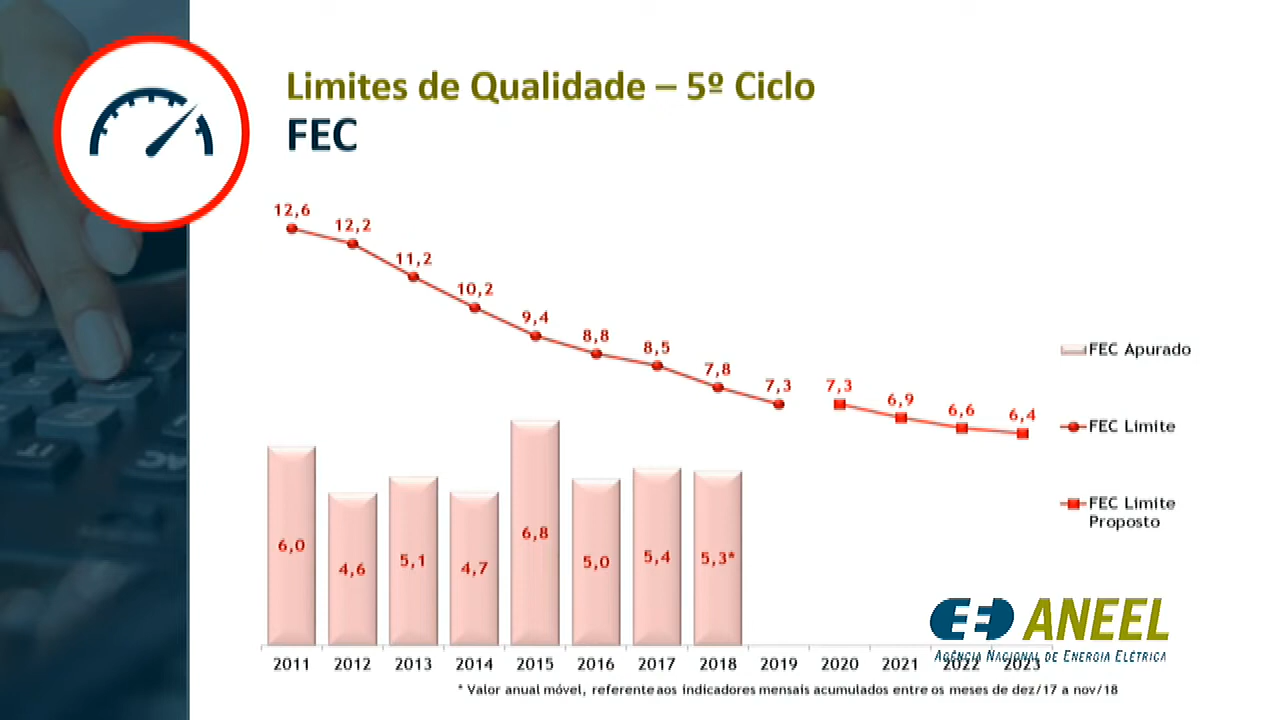 Limites de Qualidade – 5º Ciclo
FEC
12,6
12,2
11,2
10,2
9,4
8,8
8,5
7,8
7,3
7,3
6,9
6,6
6,4
FEC Apurado
FEC Limite
FEC Limite
Proposto
6,0
4,6
5,1
4,7
6,8
5,0
5,4
5,3*
ANEEL
Agência Nacional de Energia Elétrica
2011 2012 2013 2014 2015 2016 2017 2018 2019 2020 2021 2022 2023
* Valor anual móvel, referente aos indicadores mensais acumulados entre os meses de dez/17 a nov/18